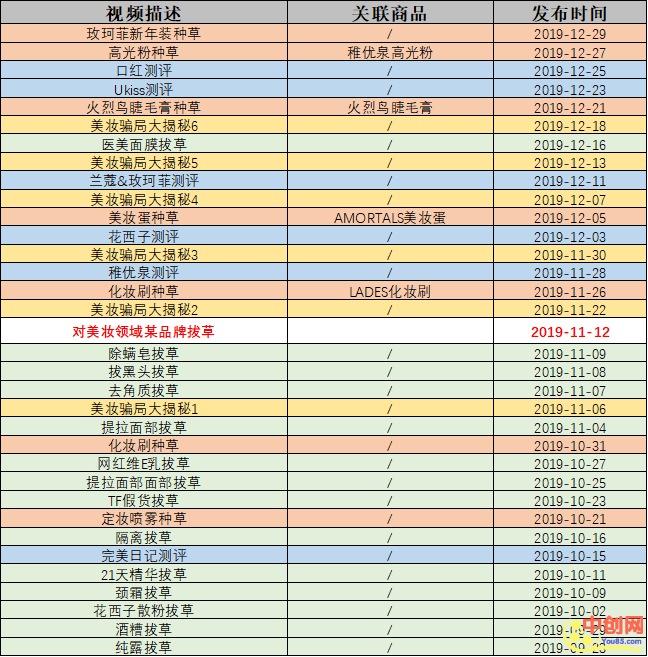 视频描述 关联商品 发布时间
玫珂菲新年装种草 / 2019-12-29
高光粉种草 稚优泉高光粉 2019-12-27
口红测评 / 2019-12-25
Ukiss测评 / 2019-12-23
火烈鸟睫毛膏种草 火烈鸟睫毛膏 2019-12-21
美妆骗局大揭秘6 / 2019-12-18
医美面膜拔草 / 2019-12-16
美妆骗局大揭秘5 / 2019-12-13
兰蔻&玫珂菲测评 / 2019-12-11
美妆骗局大揭秘4 / 2019-12-07
美妆蛋种草 AMORTALS美妆蛋 2019-12-05
花西子测评 / 2019-12-03
美妆骗局大揭秘3 / 2019-11-30
稚优泉测评 / 2019-11-28
化妆刷种草 LADES化妆刷 2019-11-26
美妆骗局大揭秘2 / 2019-11-22
对美妆领域某品牌拔草 2019-11-12
除螨皂拔草 / 2019-11-09
拔黑头拔草 / 2019-11-08
去角质拔草 / 2019-11-07
美妆骗局大揭秘1 / 2019-11-06
提拉面部拔草 / 2019-11-04
化妆刷种草 / 2019-10-31
网红维E乳拔草 / 2019-10-27
提拉面部面部拔草 / 2019-10-25
TF假货拔草 / 2019-10-23
定妆喷雾种草 / 2019-10-21
隔离拔草 / 2019-10-16
完美日记测评 / 2019-10-15
21天精华拔草 / 2019-10-11
颈霜拔草 / 2019-10-09
花西子散粉拔草 / 2019-10-02
酒糟拔草 /
纯露拔草 /
中创网
You85.com